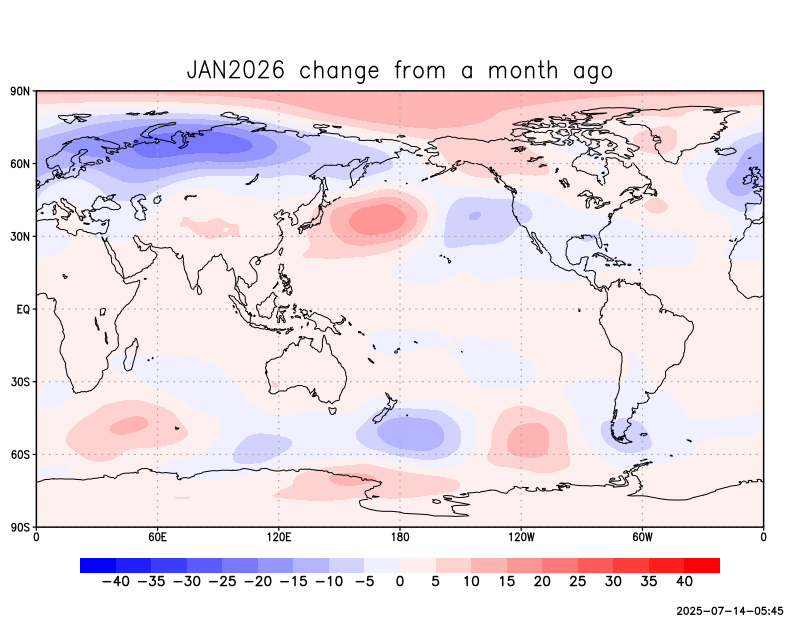 JAN2026 change from a month ago
90N
60N
30N
EQ
30S
60S
90S
0 60E 120E 180 120W 60W 0
−40 −35 −30 −25 −20 −15 −10 −5 0 5 10 15 20 25 30 35 40
2025-07-14-05:45